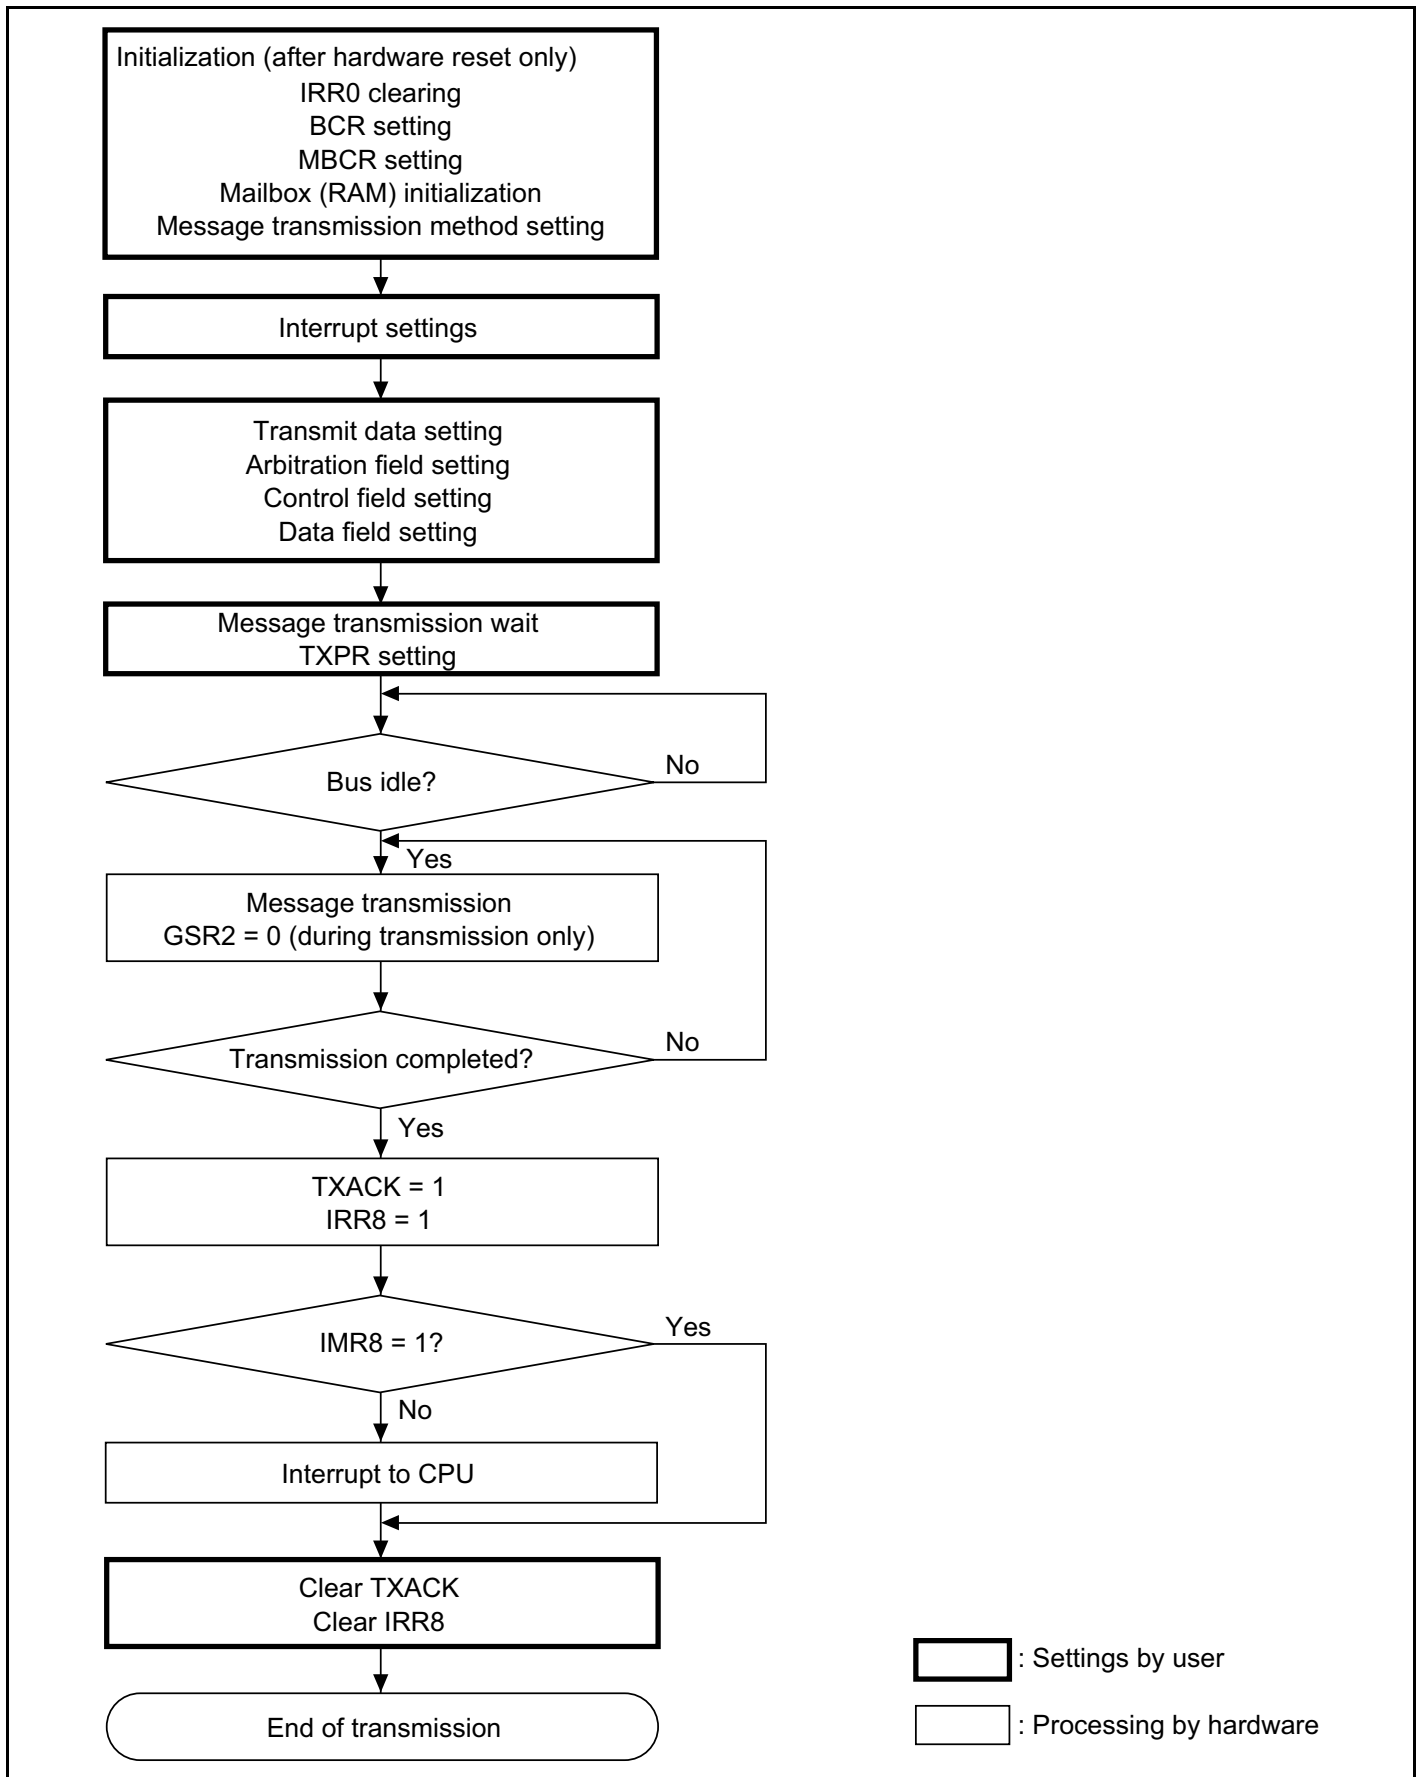 Initialization (after hardware reset only)
IRR0 clearing
BCR setting
MBCR setting
Mailbox (RAM) initialization
Message transmission method setting
Interrupt settings
Transmit data setting
Arbitration field setting
Control field setting
Data field setting
Message transmission wait
TXPR setting
Bus idle?
No
Yes
Message transmission
GSR2 = 0 (during transmission only)
Transmission completed?
No
Yes
TXACK = 1
IRR8 = 1
IMR8 = 1?
Yes
No
Interrupt to CPU
Clear TXACK
Clear IRR8
End of transmission
: Settings by user
: Processing by hardware